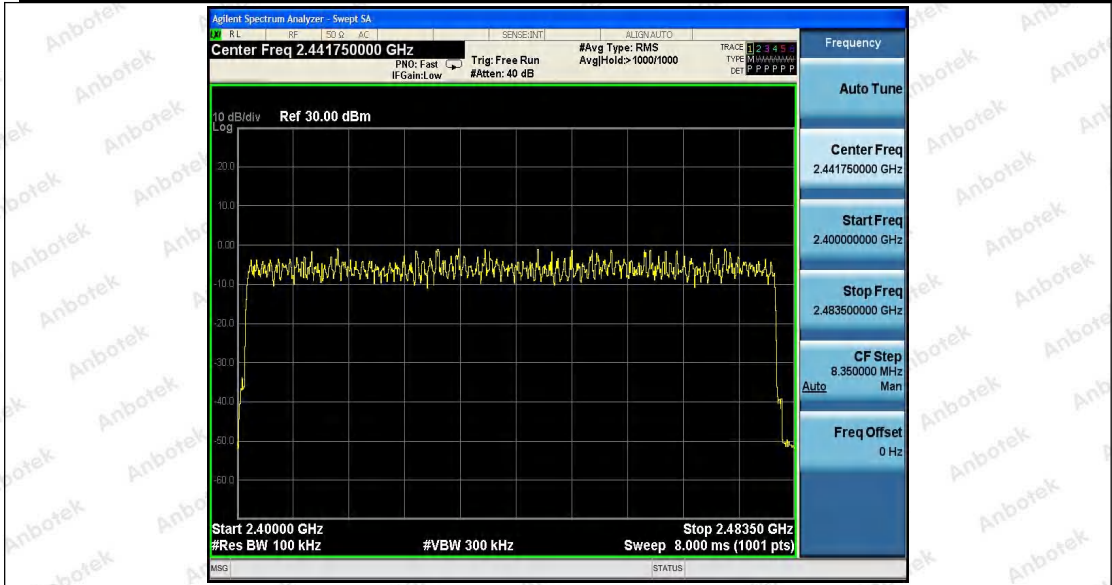 Agilent Spectrum Analyzer - Swept SA
LXI RL RF 50 Ω AC SENSE:INT ALIGNAUTO
Center Freq 2.441750000 GHz
PNO: Fast
IFGain:Low
Trig: Free Run
#Atten: 40 dB
#Avg Type: RMS
Avg|Hold:>1000/1000
TRACE 1 2 3 4 5 6
TYPE M
DET P P P P P P
10 dB/div Ref 30.00 dBm
Log
20.0
10.0
0.00
-10.0
-20.0
-30.0
-40.0
-50.0
-60.0
Start 2.40000 GHz Stop 2.48350 GHz
#Res BW 100 kHz #VBW 300 kHz Sweep 8.000 ms (1001 pts)
MSG STATUS
Frequency
Auto Tune
Center Freq
2.441750000 GHz
Start Freq
2.400000000 GHz
Stop Freq
2.483500000 GHz
CF Step
8.350000 MHz
Auto Man
Freq Offset
0 Hz
Anbotek